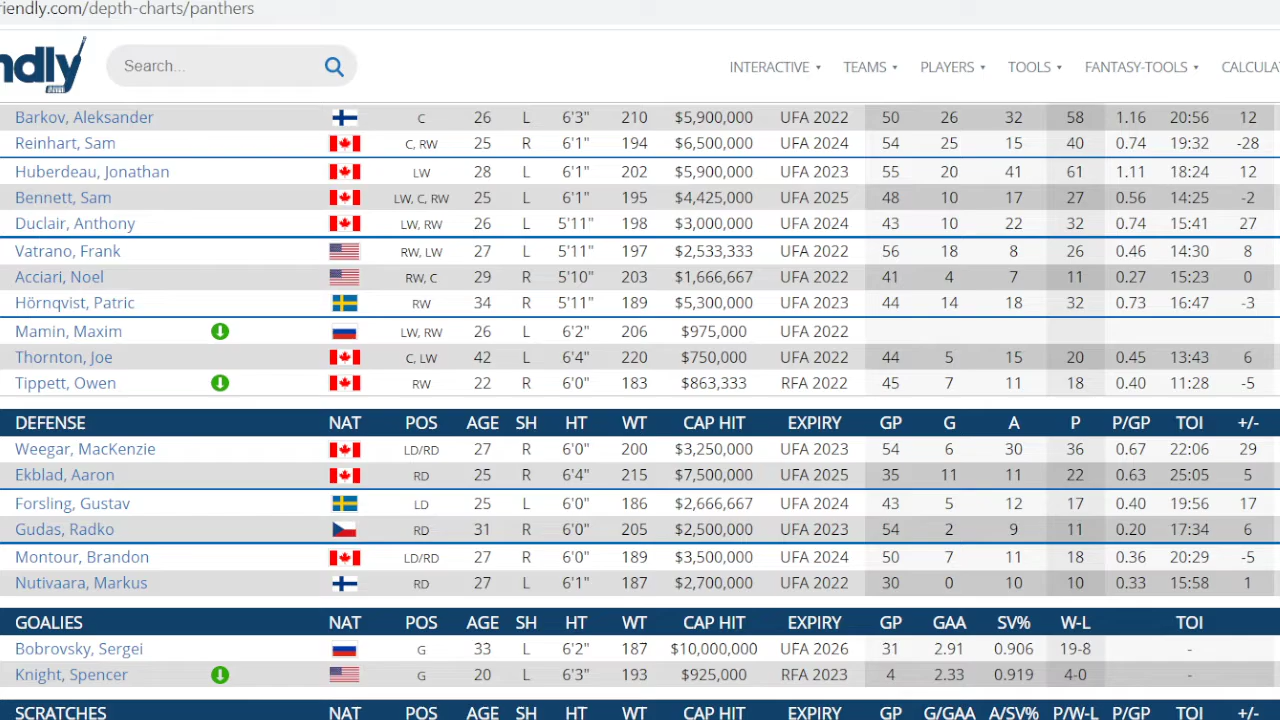 riendly.com/depth-charts/panthers
ndly Search... INTERACTIVE ▾ TEAMS ▾ PLAYERS ▾ TOOLS ▾ FANTASY-TOOLS ▾ CALCULA
Barkov, Aleksander C 26 L 6'3" 210 $5,900,000 UFA 2022 50 26 32 58 1.16 20:56 12
Reinhart, Sam C, RW 25 R 6'1" 194 $6,500,000 UFA 2024 54 25 15 40 0.74 19:32 -28
Huberdeau, Jonathan LW 28 L 6'1" 202 $5,900,000 UFA 2023 55 20 41 61 1.11 18:24 12
Bennett, Sam LW, C, RW 25 L 6'1" 195 $4,425,000 UFA 2025 48 10 17 27 0.56 14:25 -2
Duclair, Anthony LW, RW 26 L 5'11" 198 $3,000,000 UFA 2024 43 10 22 32 0.74 15:41 27
Vatrano, Frank RW, LW 27 L 5'11" 197 $2,533,333 UFA 2022 56 18 8 26 0.46 14:30 8
Acciari, Noel RW, C 29 R 5'10" 203 $1,666,667 UFA 2022 41 4 7 11 0.27 15:23 0
Hörnqvist, Patric RW 34 R 5'11" 189 $5,300,000 UFA 2023 44 14 18 32 0.73 16:47 -3
Mamin, Maxim LW, RW 26 L 6'2" 206 $975,000 UFA 2022
Thornton, Joe C, LW 42 L 6'4" 220 $750,000 UFA 2022 44 5 15 20 0.45 13:43 6
Tippett, Owen RW 22 R 6'0" 183 $863,333 RFA 2022 45 7 11 18 0.40 11:28 -5
DEFENSE NAT POS AGE SH HT WT CAP HIT EXPIRY GP G A P P/GP TOI +/-
Weegar, MacKenzie LD/RD 27 R 6'0" 200 $3,250,000 UFA 2023 54 6 30 36 0.67 22:06 29
Ekblad, Aaron RD 25 R 6'4" 215 $7,500,000 UFA 2025 35 11 11 22 0.63 25:05 5
Forsling, Gustav LD 25 L 6'0" 186 $2,666,667 UFA 2024 43 5 12 17 0.40 19:56 17
Gudas, Radko RD 31 R 6'0" 205 $2,500,000 UFA 2023 54 2 9 11 0.20 17:34 6
Montour, Brandon LD/RD 27 R 6'0" 189 $3,500,000 UFA 2024 50 7 11 18 0.36 20:29 -5
Nutivaara, Markus RD 27 L 6'1" 187 $2,700,000 UFA 2022 30 0 10 10 0.33 15:58 1
GOALIES NAT POS AGE SH HT WT CAP HIT EXPIRY GP GAA SV% W-L TOI
Bobrovsky, Sergei G 33 L 6'2" 187 $10,000,000 UFA 2026 31 2.91 0.906 19-8 -
Knight, Spencer G 20 L 6'3" 193 $925,000 RFA 2023 4 2.33 0.919 4-0 -
SCRATCHES NAT POS AGE SH HT WT CAP HIT EXPIRY GP G/GAA A/SV% P/W-L P/GP TOI +/-